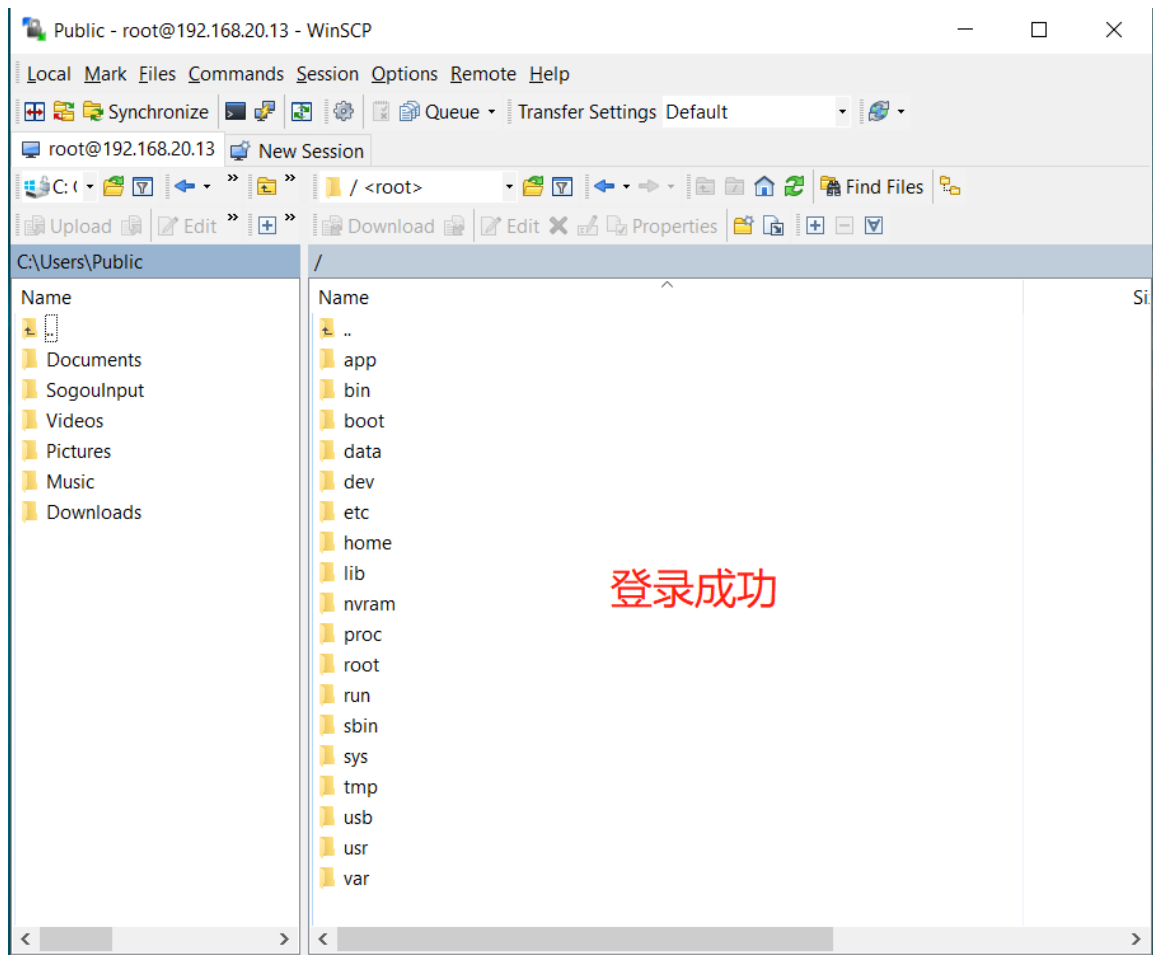 Public - root@192.168.20.13 - WinSCP
Local Mark Files Commands Session Options Remote Help
Synchronize Queue Transfer Settings Default
root@192.168.20.13 New Session
C: ( » » / <root> Find Files
Upload Edit » » Download Edit Properties
C:\Users\Public /
Name Name Si
.. ..
Documents app
SogouInput bin
Videos boot
Pictures data
Music dev
Downloads etc
home
lib
登录成功
nvram
proc
root
run
sbin
sys
tmp
usb
usr
var